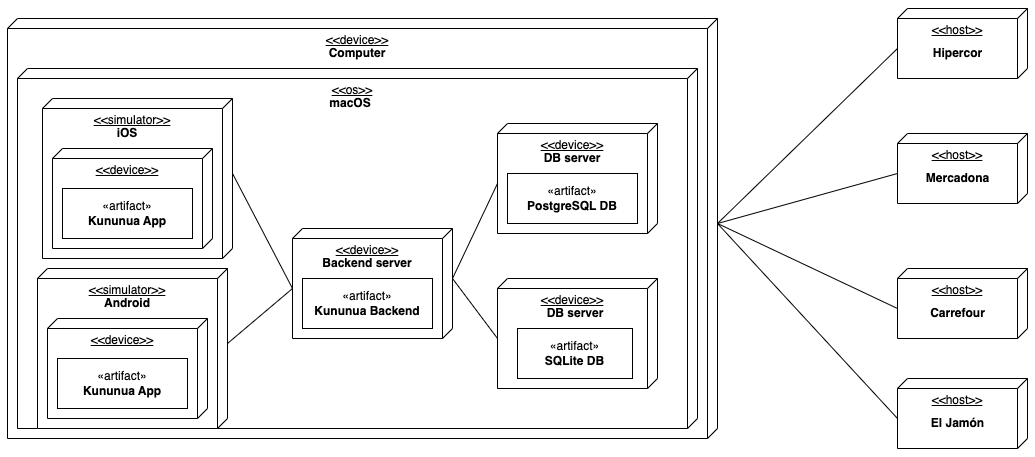 <<device>>
Computer
<<os>>
macOS
<<simulator>>
iOS
<<device>>
«artifact»
Kununua App
<<simulator>>
Android
<<device>>
«artifact»
Kununua App
<<device>>
Backend server
«artifact»
Kununua Backend
<<device>>
DB server
«artifact»
PostgreSQL DB
<<device>>
DB server
«artifact»
SQLite DB
<<host>>
Hipercor
<<host>>
Mercadona
<<host>>
Carrefour
<<host>>
El Jamón